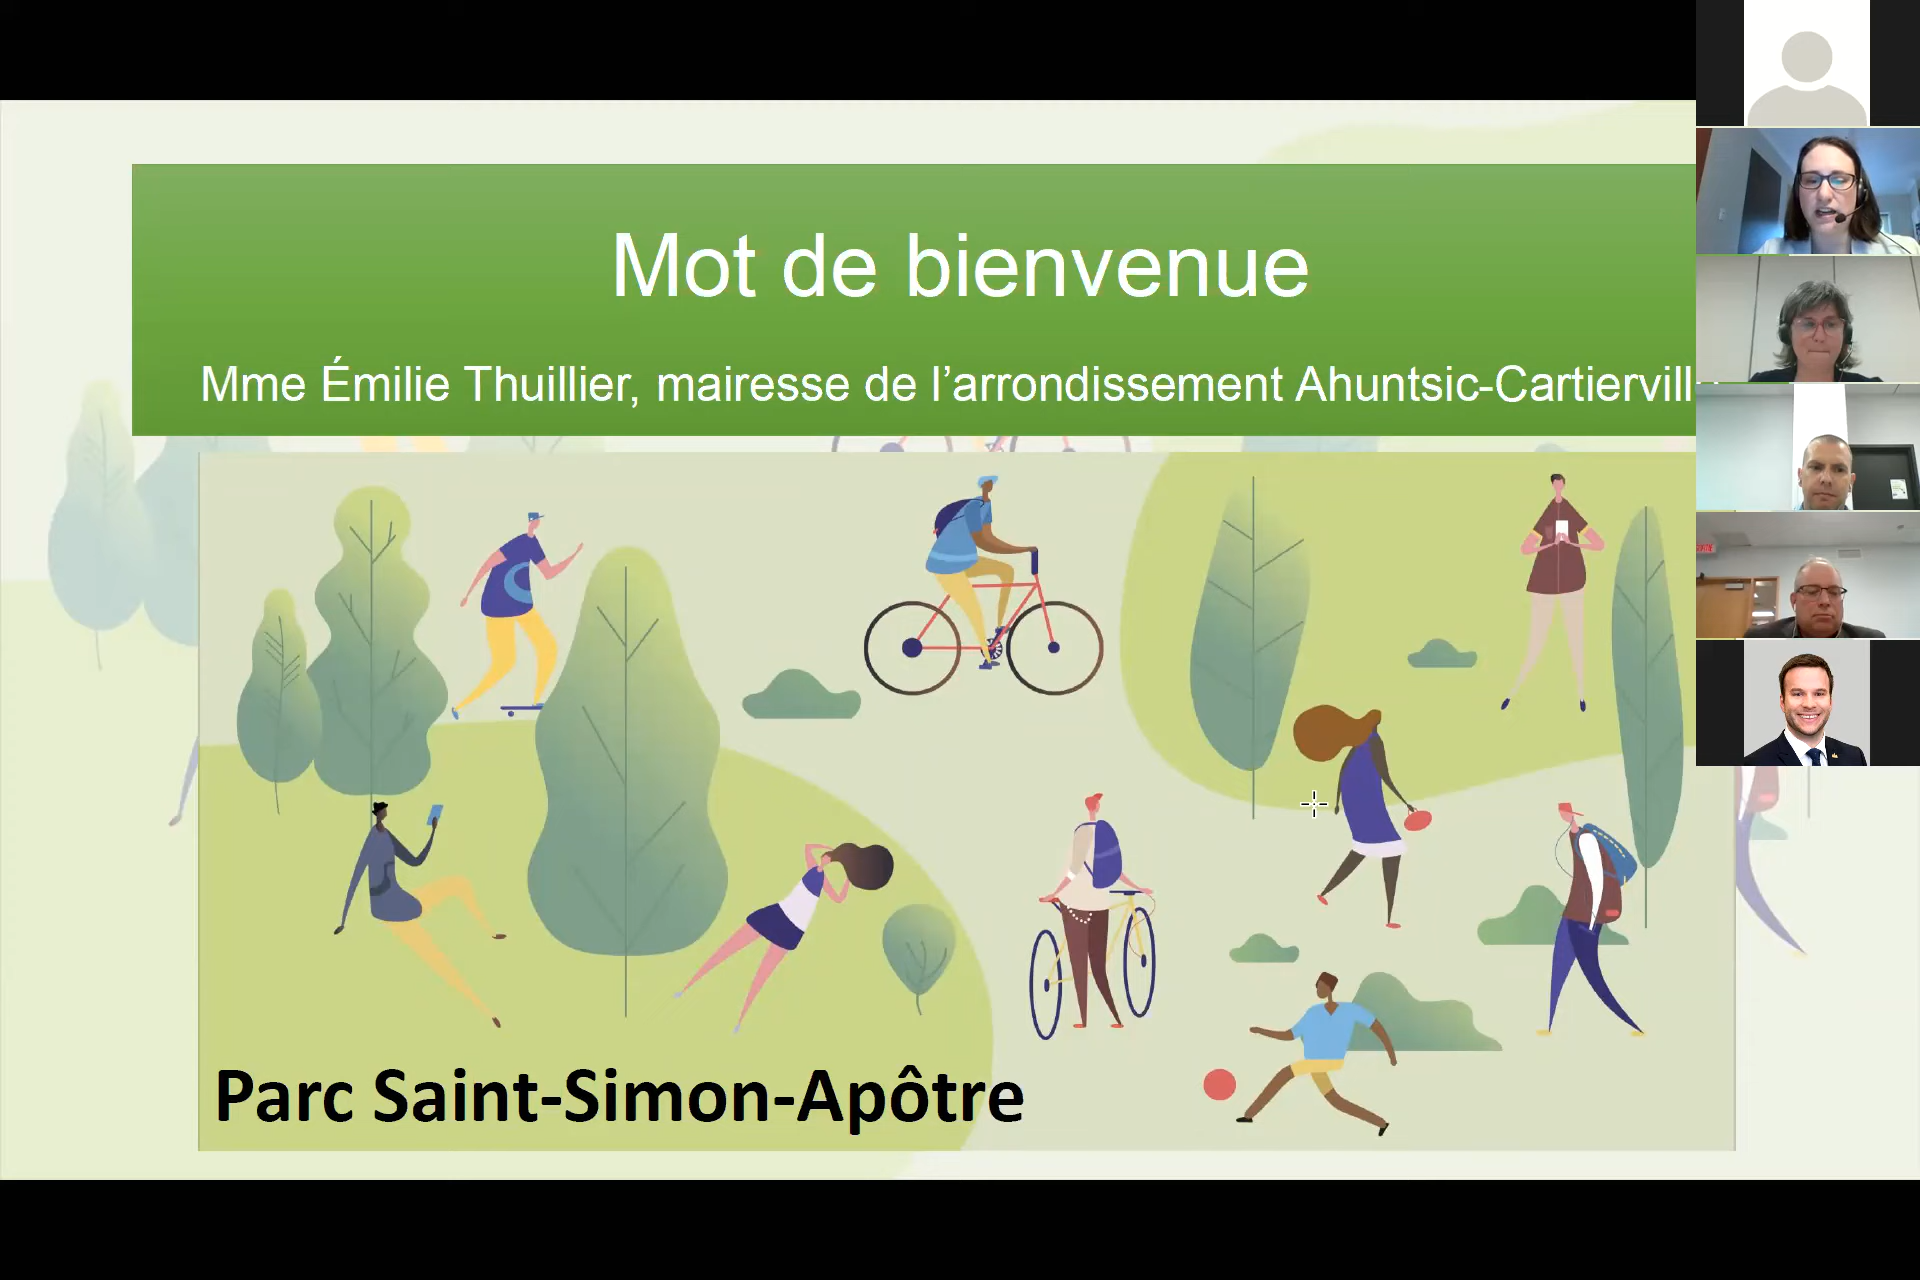 Mot de bienvenue
Mme Émilie Thuillier, mairesse de l’arrondissement Ahuntsic-Cartiervill
Parc Saint-Simon-Apôtre